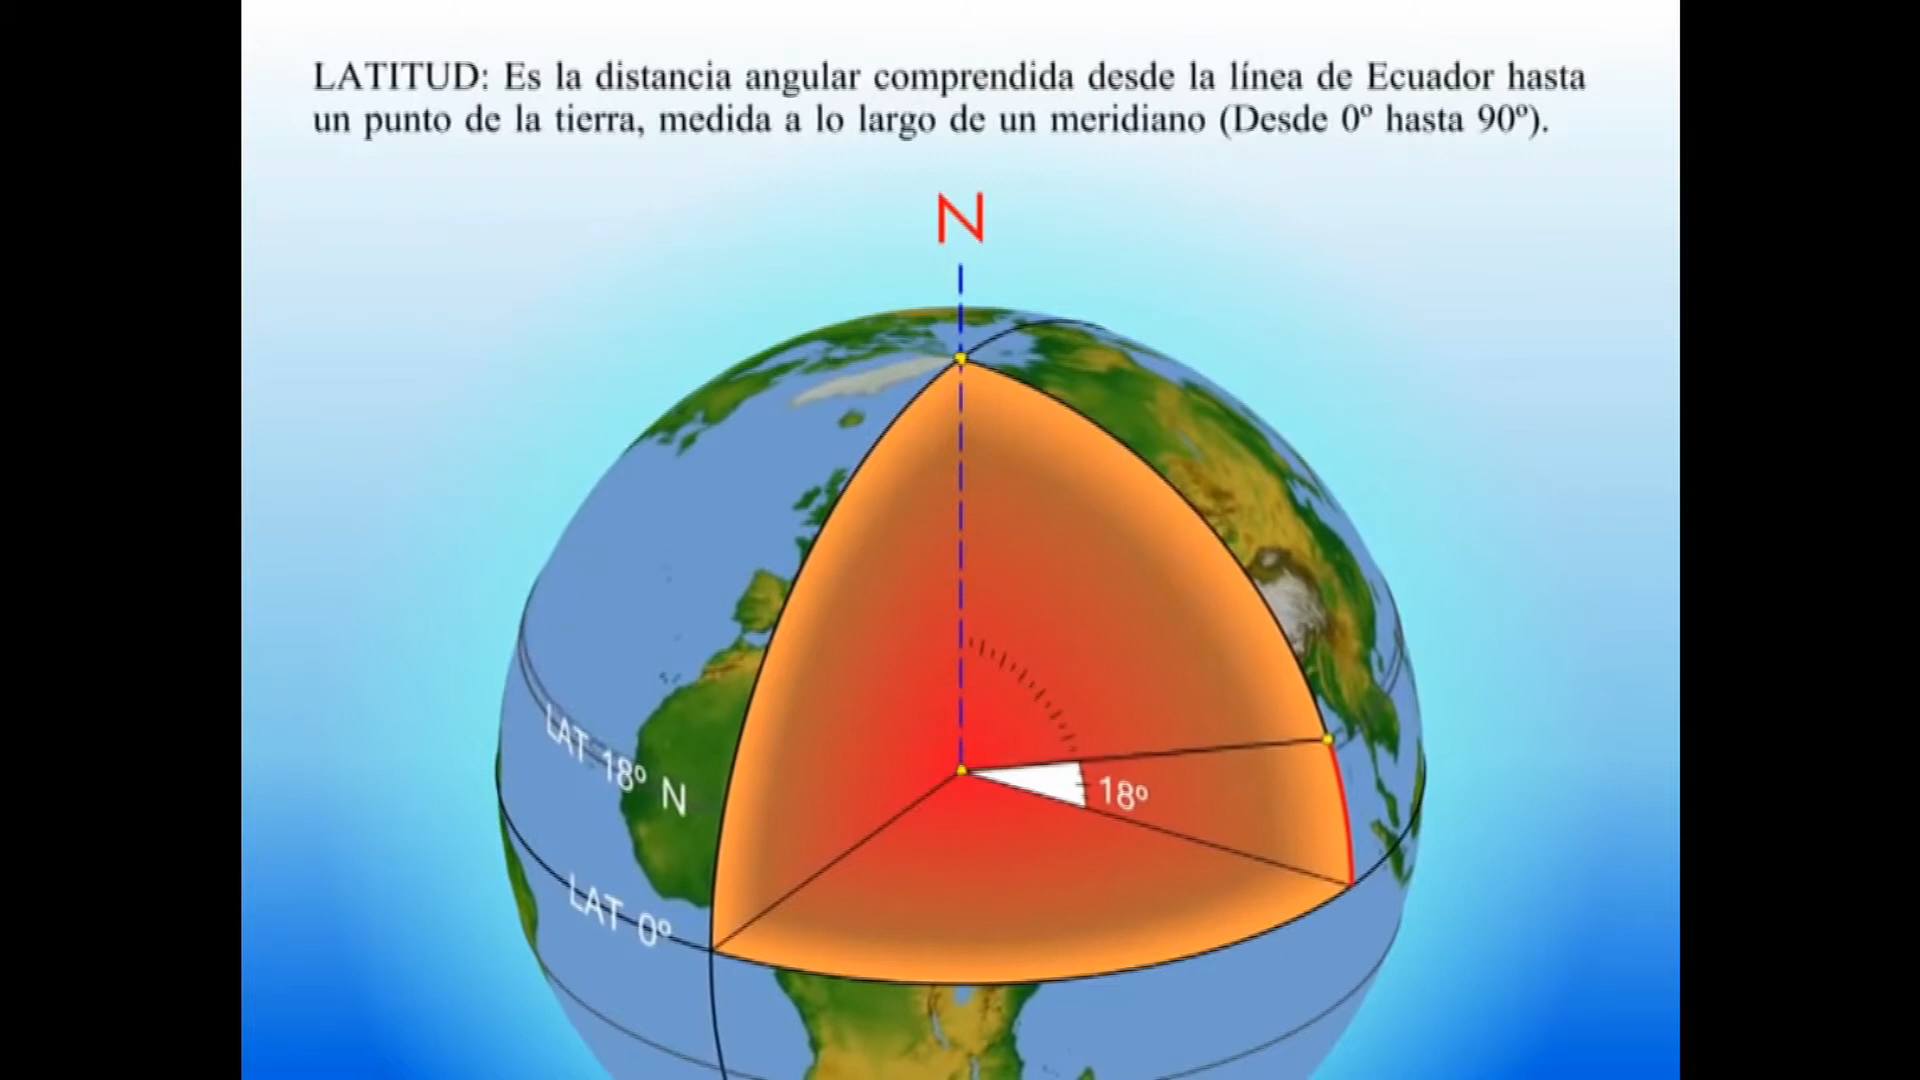 LATITUD: Es la distancia angular comprendida desde la línea de Ecuador hasta
un punto de la tierra, medida a lo largo de un meridiano (Desde 0º hasta 90º).
N
LAT 18º N
18º
LAT 0º